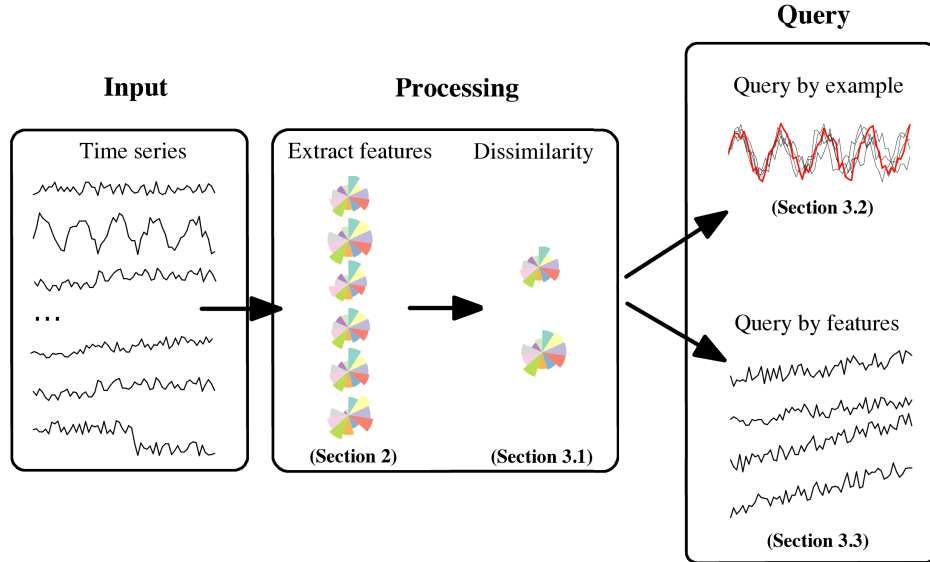 Input
Time series
...
Processing
Extract features
(Section 2)
Dissimilarity
(Section 3.1)
Query
Query by example
(Section 3.2)
Query by features
(Section 3.3)